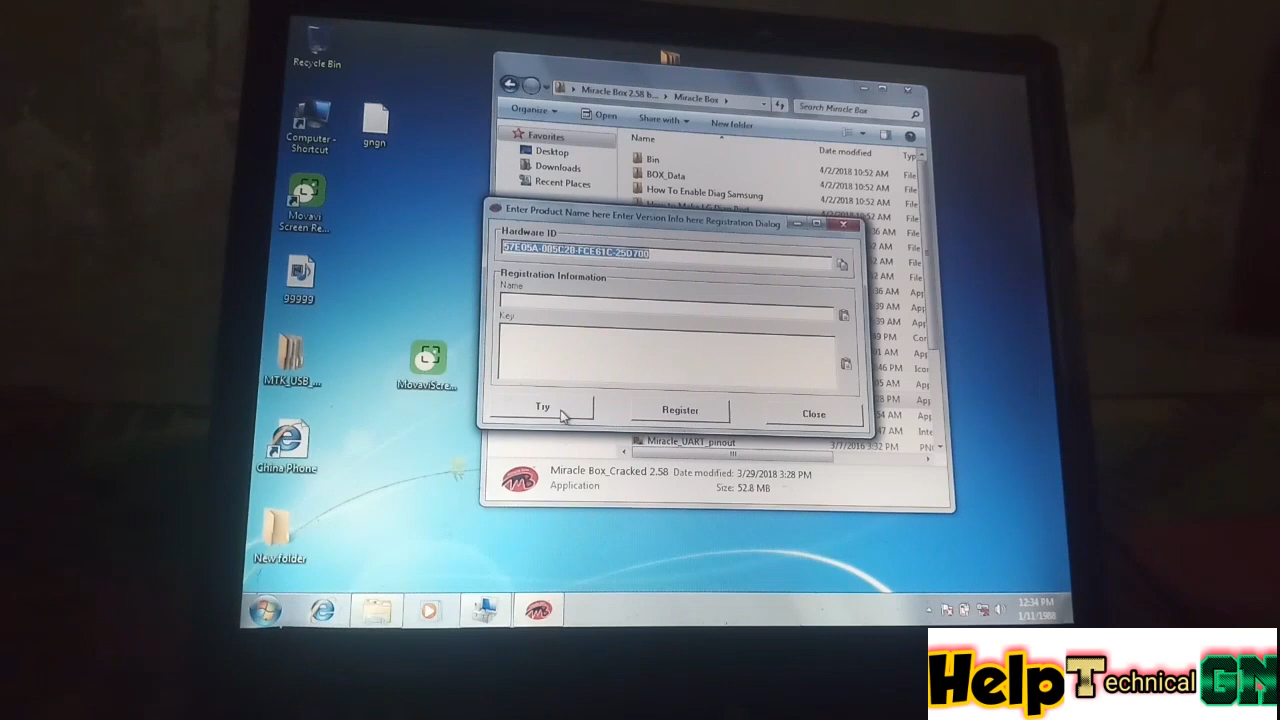 Recycle Bin
Computer - Shortcut
gngn
Movavi Screen Re...
99999
MTK_USB_...
MovaviScre...
China Phone
New folder
Miracle Box 2.58 b...
Miracle Box
Search Miracle Box
Organize
Open
Share with
New folder
Favorites
Desktop
Downloads
Recent Places
Name
Date modified
Typ
Bin
4/2/2018 10:52 AM
File
BOX_Data
4/2/2018 10:52 AM
File
How To Enable Diag Samsung
4/2/2018 10:52 AM
File
Enter Product Name here Enter Version Info here Registration Dialog
Hardware ID
Registration Information
Name
Key
Try
Register
Close
Miracle_UART_pinout
3/7/2016 3:32 PM
Miracle Box_Cracked 2.58
Date modified: 3/29/2018 3:28 PM
Application
Size: 52.8 MB
12:34 PM
1/11/1988
Help Technical GN